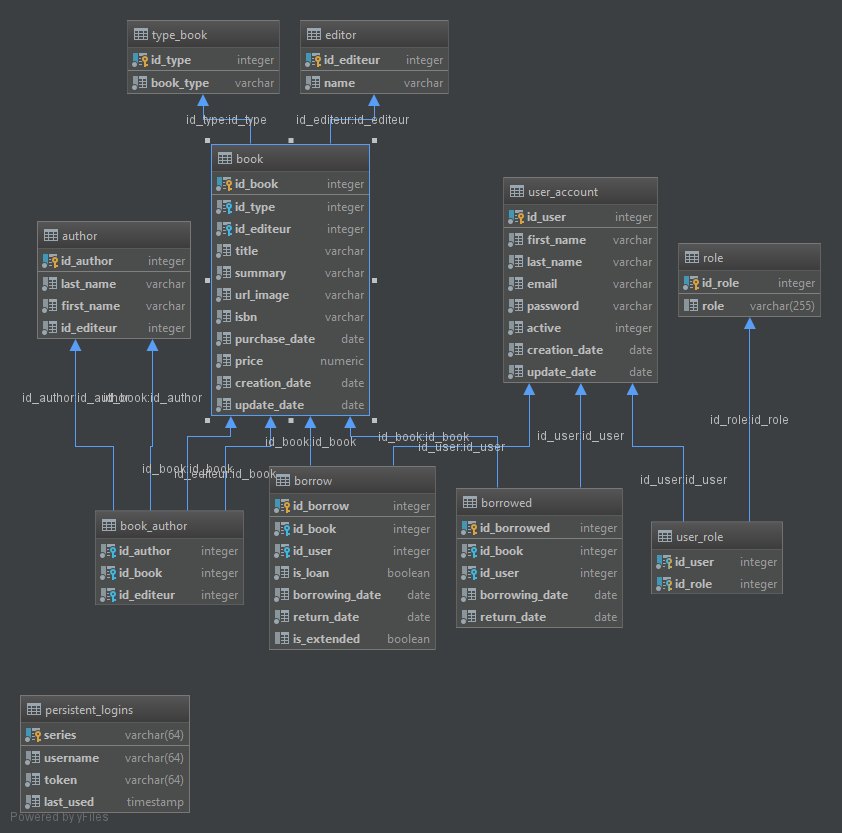 type_book
id_type integer
book_type varchar
editor
id_editeur integer
name varchar
id_type:id_type
id_editeur:id_editeur
book
id_book integer
id_type integer
id_editeur integer
title varchar
summary varchar
url_image varchar
isbn varchar
purchase_date date
price numeric
creation_date date
update_date date
author
id_author integer
last_name varchar
first_name varchar
id_editeur integer
user_account
id_user integer
first_name varchar
last_name varchar
email varchar
password varchar
active integer
creation_date date
update_date date
role
id_role integer
role varchar(255)
id_author:id_author
id_book:id_author
id_book:id_book
id_editeur:id_book
id_book:id_book
id_book:id_book
id_user:id_user
id_user:id_user
id_role:id_role
id_user:id_user
book_author
id_author integer
id_book integer
id_editeur integer
borrow
id_borrow integer
id_book integer
id_user integer
is_loan boolean
borrowing_date date
return_date date
is_extended boolean
borrowed
id_borrowed integer
id_book integer
id_user integer
borrowing_date date
return_date date
user_role
id_user integer
id_role integer
persistent_logins
series varchar(64)
username varchar(64)
token varchar(64)
last_used timestamp
Powered by yFiles